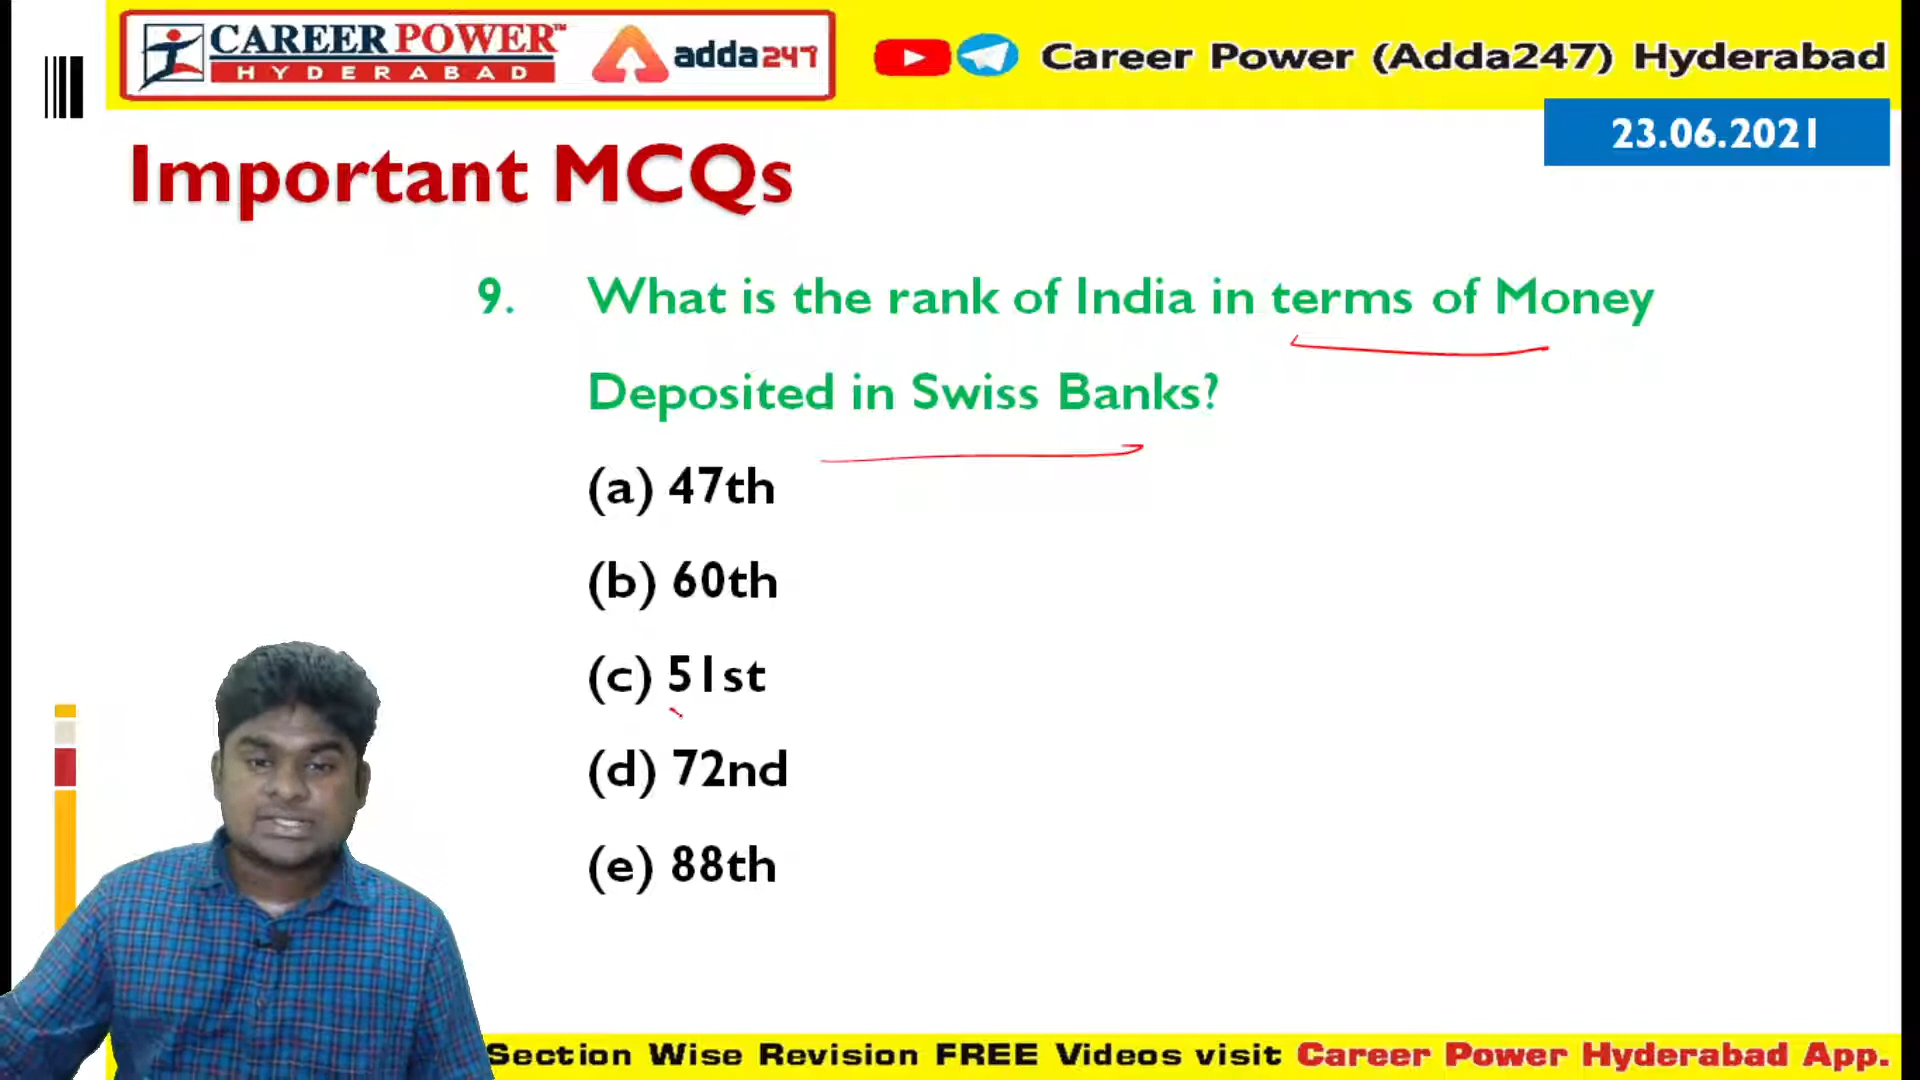 CAREER POWER™
HYDERABAD
adda247
Career Power (Adda247) Hyderabad
23.06.2021
Important MCQs
9. What is the rank of India in terms of Money
Deposited in Swiss Banks?
(a) 47th
(b) 60th
(c) 51st
(d) 72nd
(e) 88th
Section Wise Revision FREE Videos visit Career Power Hyderabad App.